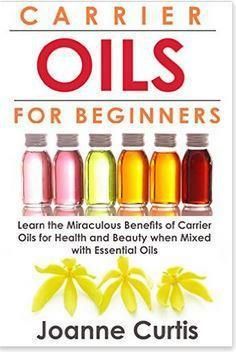 CARRIER
OILS
FOR BEGINNERS
Learn the Miraculous Benefits of Carrier
Oils for Health and Beauty when Mixed
with Essential Oils
Joanne Curtis